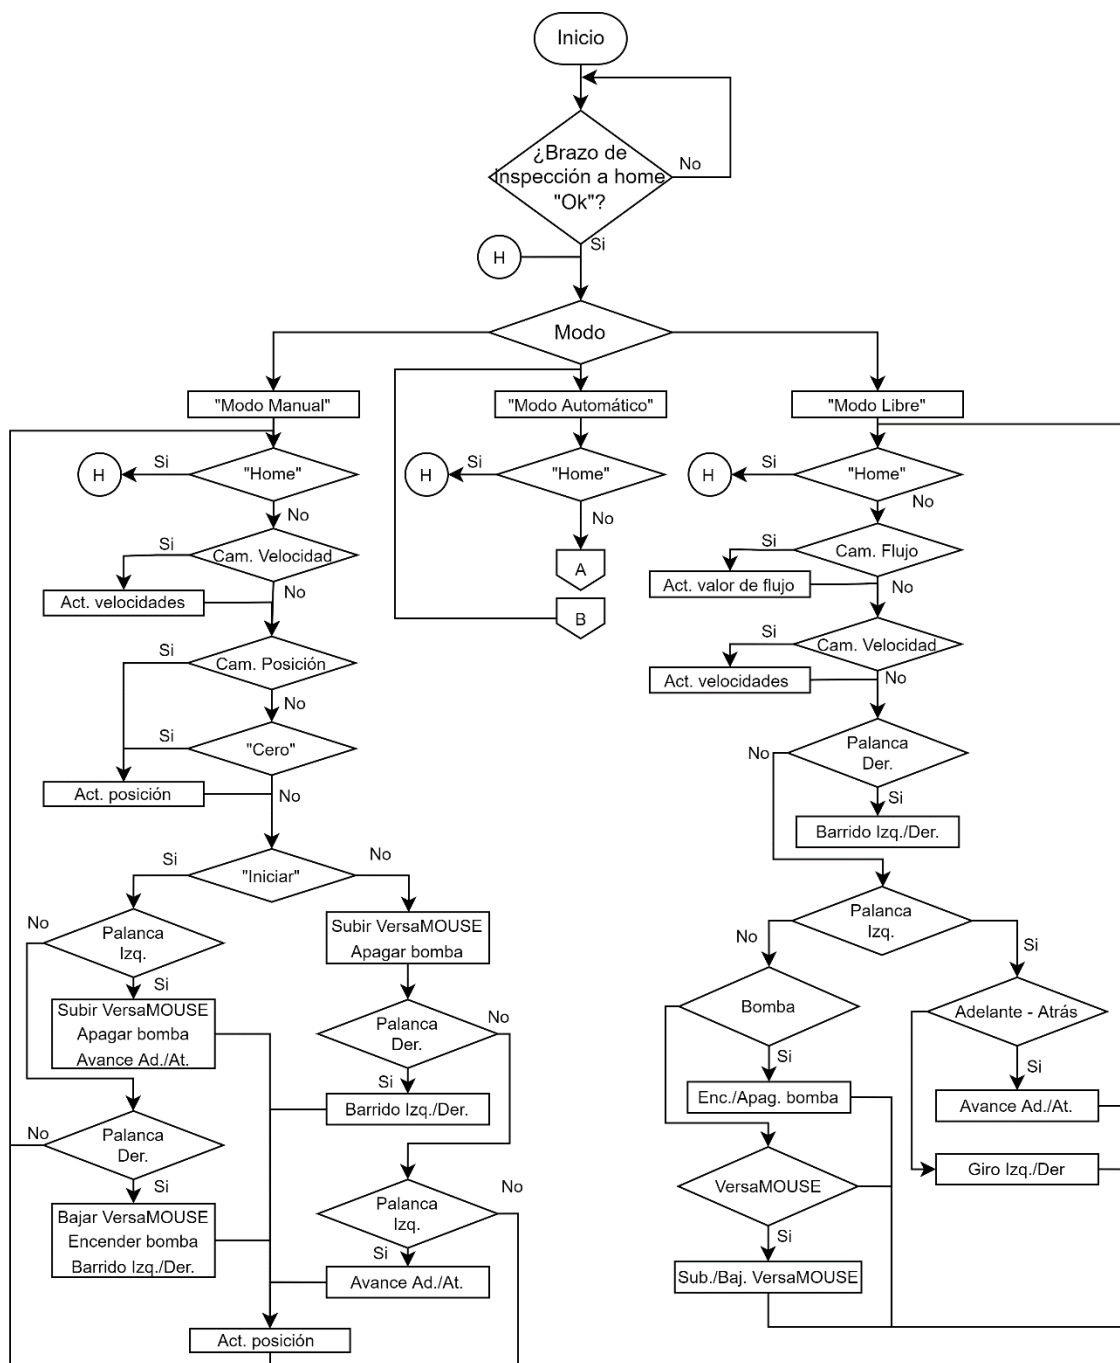 Inicio
¿Brazo de
inspección a home
"Ok"?
No
Si
H
Modo
"Modo Manual"
"Modo Automático"
"Modo Libre"
H
Si
"Home"
No
H
Si
"Home"
No
H
Si
"Home"
No
Si
Cam. Velocidad
No
Act. velocidades
Si
Cam. Posición
No
Si
"Cero"
No
Act. posición
Si
"Iniciar"
No
No
Palanca
Izq.
Si
Subir VersaMOUSE
Apagar bomba
Avance Ad./At.
No
Palanca
Der.
Si
Bajar VersaMOUSE
Encender bomba
Barrido Izq./Der.
Subir VersaMOUSE
Apagar bomba
Palanca
Der.
No
Si
Barrido Izq./Der.
Palanca
Izq.
No
Si
Avance Ad./At.
Act. posición
A
B
Si
Cam. Flujo
No
Act. valor de flujo
Si
Cam. Velocidad
No
Act. velocidades
No
Palanca
Der.
Si
Barrido Izq./Der.
Palanca
Izq.
No
Si
Bomba
Si
Enc./Apag. bomba
VersaMOUSE
Si
Sub./Baj. VersaMOUSE
Adelante - Atrás
Si
Avance Ad./At.
Giro Izq./Der